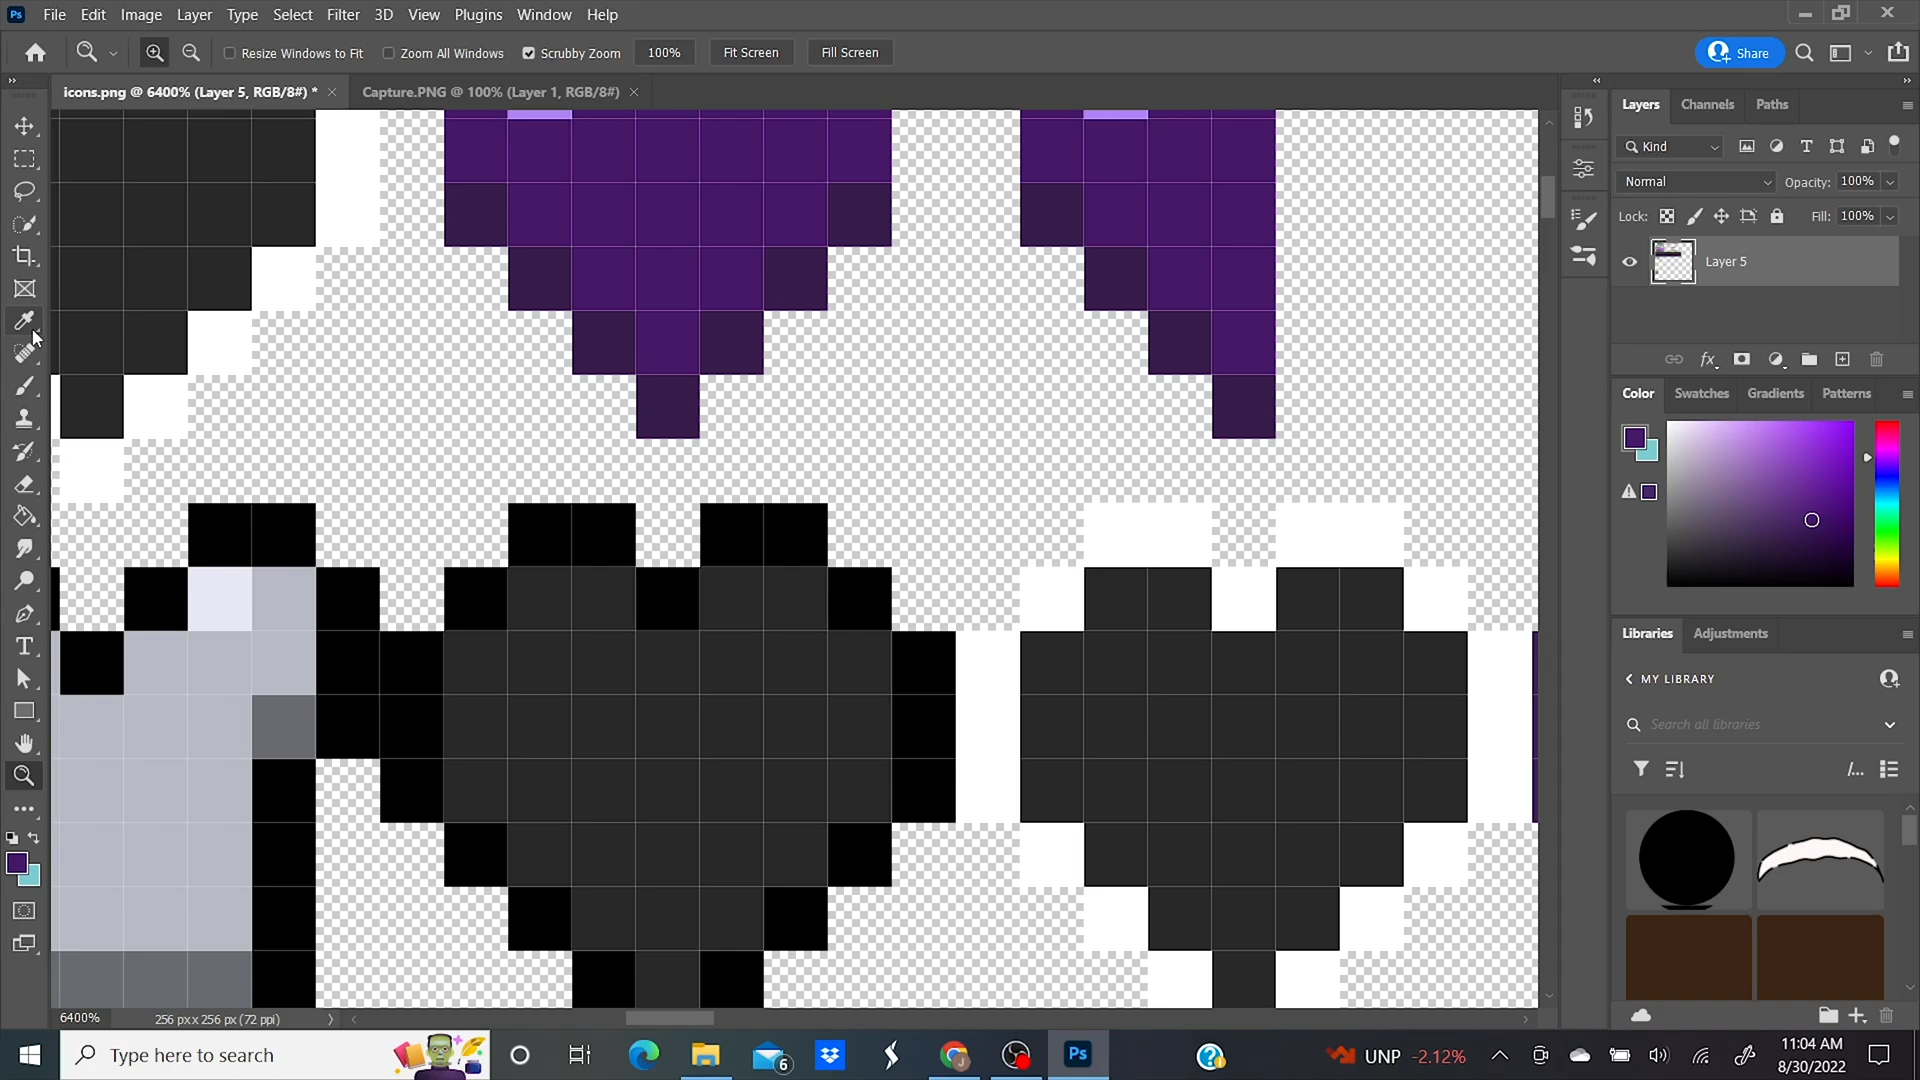 Ps File Edit Image Layer Type Select Filter 3D View Plugins Window Help
Resize Windows to Fit Zoom All Windows Scrubby Zoom 100% Fit Screen Fill Screen Share
icons.png @ 6400% (Layer 5, RGB/8#) * Capture.PNG @ 100% (Layer 1, RGB/8#)
Layers Channels Paths
Kind
Normal Opacity: 100%
Lock: Fill: 100%
Layer 5
fx
Color Swatches Gradients Patterns
Libraries Adjustments
MY LIBRARY
Search all libraries
/...
T
6400% 256 px x 256 px (72 ppi)
Type here to search
6
Ps
UNP -2.12%
11:04 AM
8/30/2022